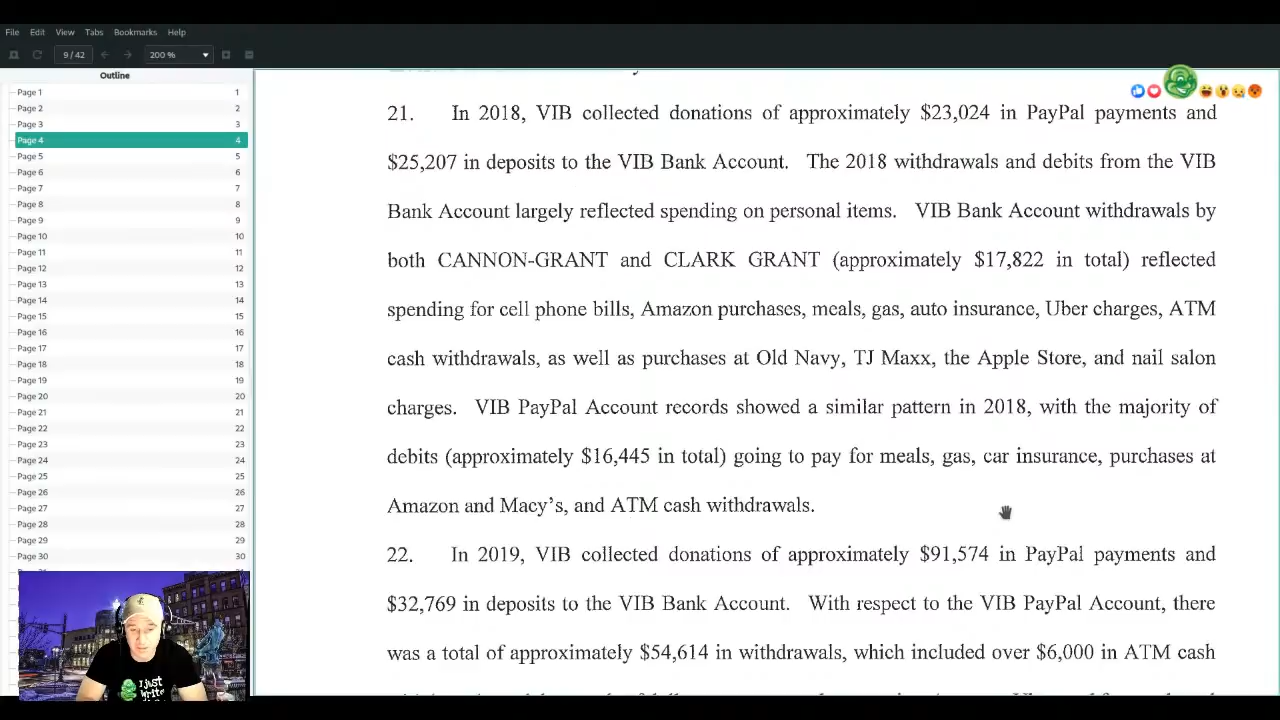 File Edit View Tabs Bookmarks Help
9 / 42
200 %
Outline
Page 1 1
Page 2 2
Page 3 3
Page 4 4
Page 5 5
Page 6 6
Page 7 7
Page 8 8
Page 9 9
Page 10 10
Page 11 11
Page 12 12
Page 13 13
Page 14 14
Page 15 15
Page 16 16
Page 17 17
Page 18 18
Page 19 19
Page 20 20
Page 21 21
Page 22 22
Page 23 23
Page 24 24
Page 25 25
Page 26 26
Page 27 27
Page 28 28
Page 29 29
Page 30 30
21. In 2018, VIB collected donations of approximately $23,024 in PayPal payments and
$25,207 in deposits to the VIB Bank Account. The 2018 withdrawals and debits from the VIB
Bank Account largely reflected spending on personal items. VIB Bank Account withdrawals by
both CANNON-GRANT and CLARK GRANT (approximately $17,822 in total) reflected
spending for cell phone bills, Amazon purchases, meals, gas, auto insurance, Uber charges, ATM
cash withdrawals, as well as purchases at Old Navy, TJ Maxx, the Apple Store, and nail salon
charges. VIB PayPal Account records showed a similar pattern in 2018, with the majority of
debits (approximately $16,445 in total) going to pay for meals, gas, car insurance, purchases at
Amazon and Macy's, and ATM cash withdrawals.
22. In 2019, VIB collected donations of approximately $91,574 in PayPal payments and
$32,769 in deposits to the VIB Bank Account. With respect to the VIB PayPal Account, there
was a total of approximately $54,614 in withdrawals, which included over $6,000 in ATM cash
I just